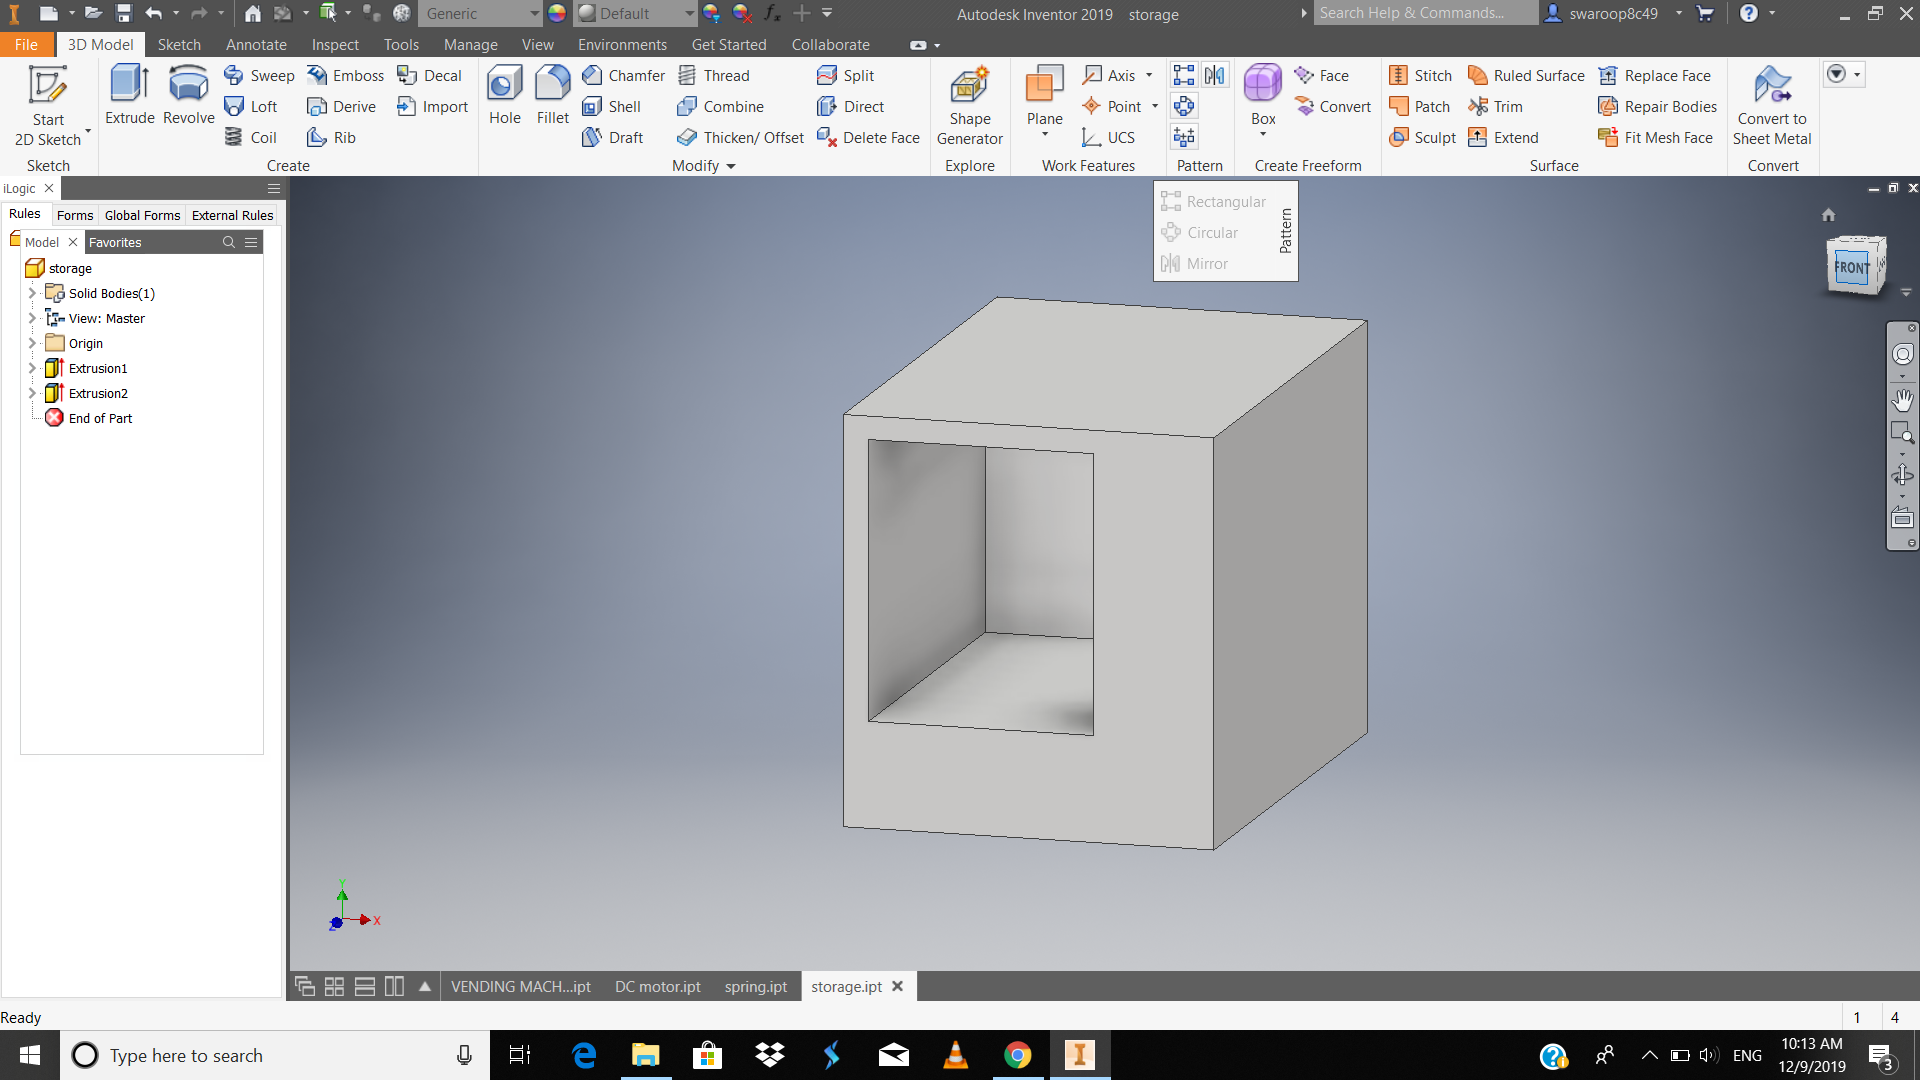 Generic
Default
Autodesk Inventor 2019 storage
Search Help & Commands...
swaroop8c49
File
3D Model
Sketch
Annotate
Inspect
Tools
Manage
View
Environments
Get Started
Collaborate
Start
2D Sketch
Sketch
Extrude
Revolve
Sweep
Loft
Coil
Emboss
Derive
Rib
Decal
Import
Create
Hole
Fillet
Chamfer
Shell
Draft
Thread
Combine
Thicken/ Offset
Split
Direct
Delete Face
Modify
Shape
Generator
Explore
Plane
Axis
Point
UCS
Work Features
Pattern
Box
Face
Convert
Create Freeform
Stitch
Patch
Sculpt
Ruled Surface
Trim
Extend
Replace Face
Repair Bodies
Fit Mesh Face
Surface
Convert to
Sheet Metal
Convert
iLogic
Rules
Forms
Global Forms
External Rules
Model
Favorites
storage
Solid Bodies(1)
View: Master
Origin
Extrusion1
Extrusion2
End of Part
Rectangular
Circular
Mirror
Pattern
FRONT
Y
X
Z
VENDING MACH...ipt
DC motor.ipt
spring.ipt
storage.ipt
Ready
1
4
Type here to search
ENG
10:13 AM
12/9/2019
3